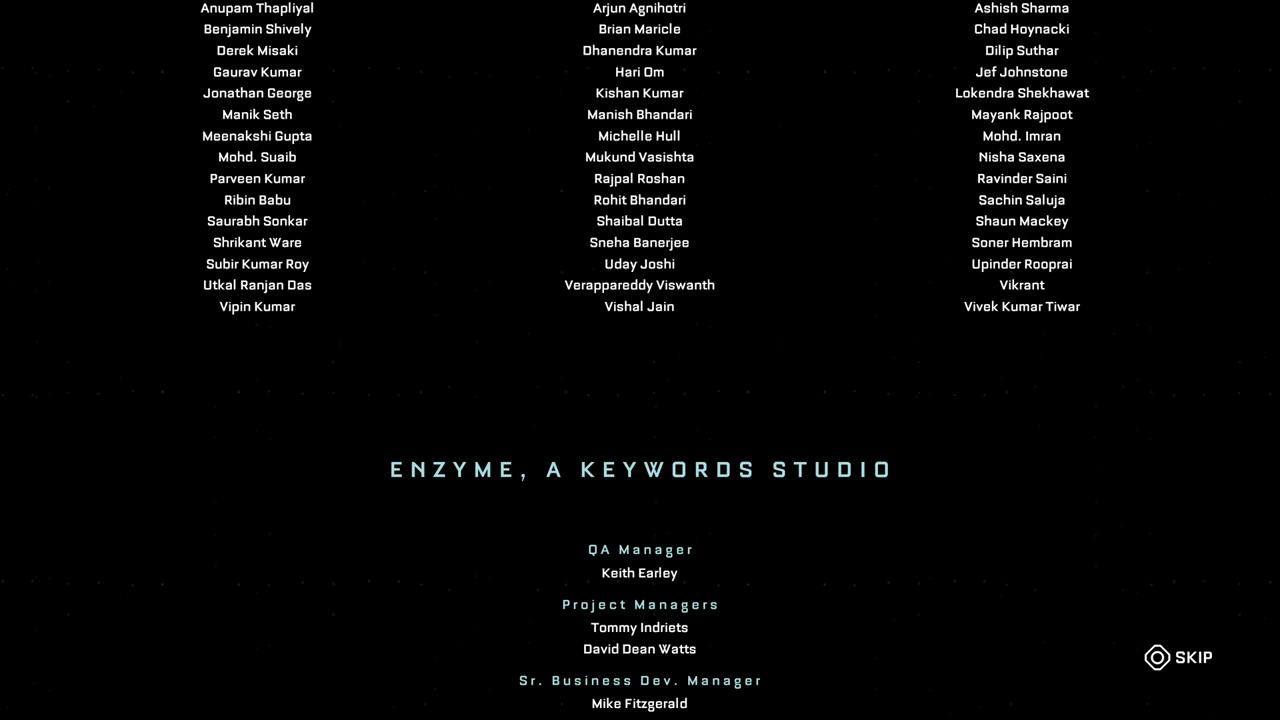 Anupam Thapliyal Arjun Agnihotri Ashish Sharma
Benjamin Shively Brian Maricle Chad Hoynacki
Derek Misaki Dhanendra Kumar Dilip Suthar
Gaurav Kumar Hari Om Jef Johnstone
Jonathan George Kishan Kumar Lokendra Shekhawat
Manik Seth Manish Bhandari Mayank Rajpoot
Meenakshi Gupta Michelle Hull Mohd. Imran
Mohd. Suaib Mukund Vasishta Nisha Saxena
Parveen Kumar Rajpal Roshan Ravinder Saini
Ribin Babu Rohit Bhandari Sachin Saluja
Saurabh Sonkar Shaibal Dutta Shaun Mackey
Shrikant Ware Sneha Banerjee Soner Hembram
Subir Kumar Roy Uday Joshi Upinder Rooprai
Utkal Ranjan Das Verappareddy Viswanth Vikrant
Vipin Kumar Vishal Jain Vivek Kumar Tiwar
ENZYME, A KEYWORDS STUDIO
QA Manager
Keith Earley
Project Managers
Tommy Indriets
David Dean Watts
SKIP
Sr. Business Dev. Manager
Mike Fitzgerald